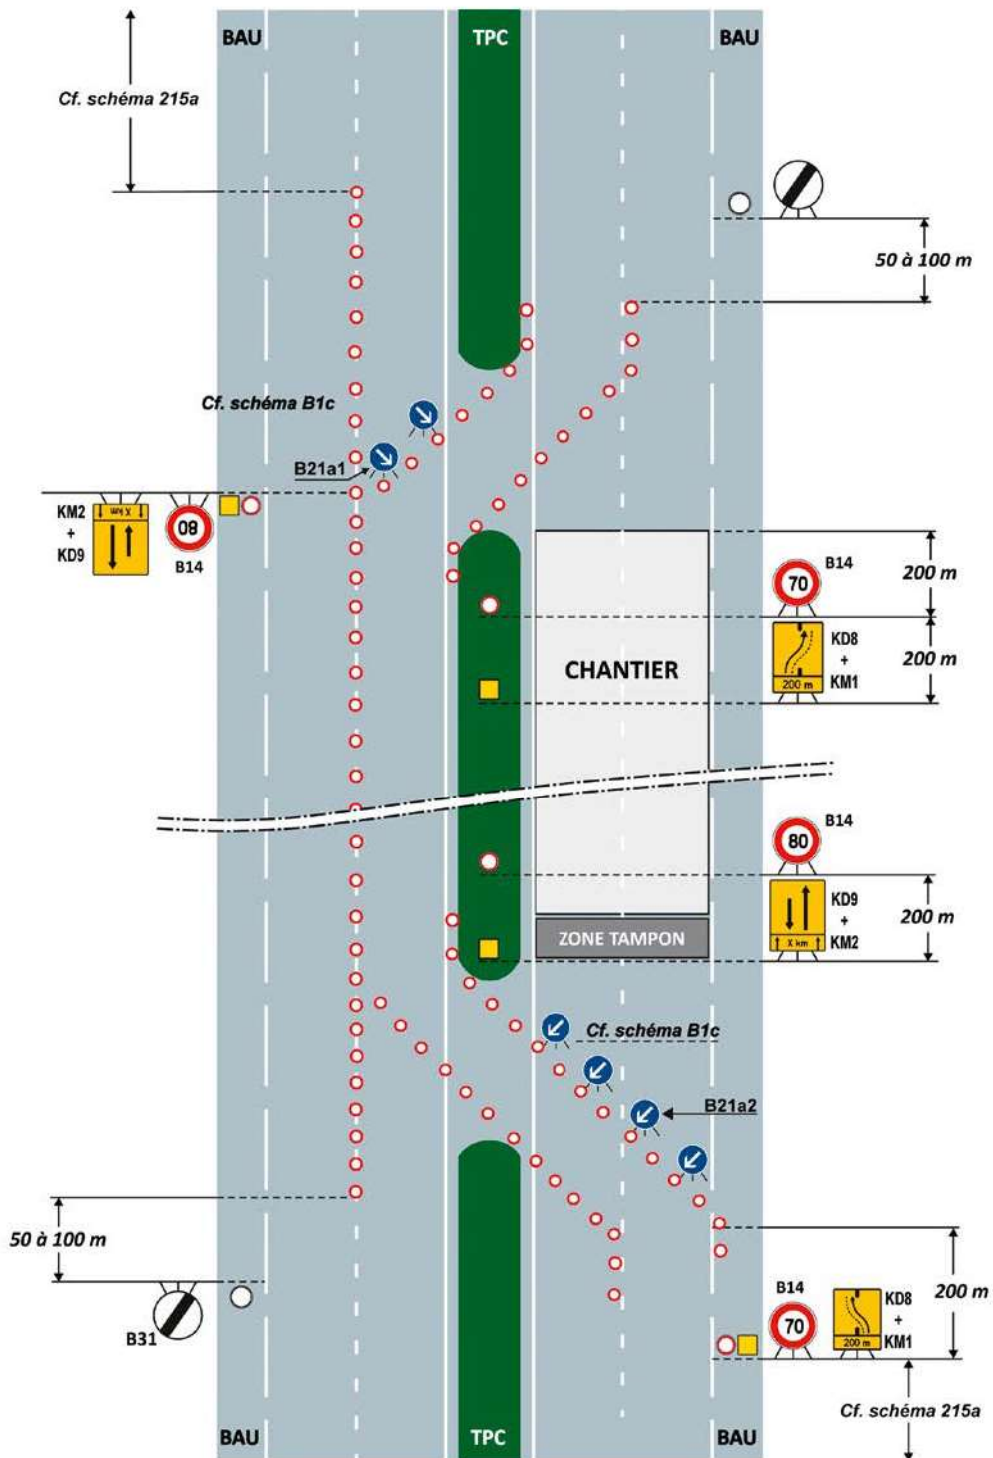 BAU
TPC
BAU
Cf. schéma 215a
50 à 100 m
Cf. schéma B1c
B21a1
KM2
+
KD9
X km
80
B14
CHANTIER
200 m
70
B14
KD8
+
KM1
200 m
200 m
80
B14
KD9
+
KM2
X km
200 m
ZONE TAMPON
Cf. schéma B1c
B21a2
50 à 100 m
B31
B14
70
KD8
+
KM1
200 m
200 m
Cf. schéma 215a
BAU
TPC
BAU